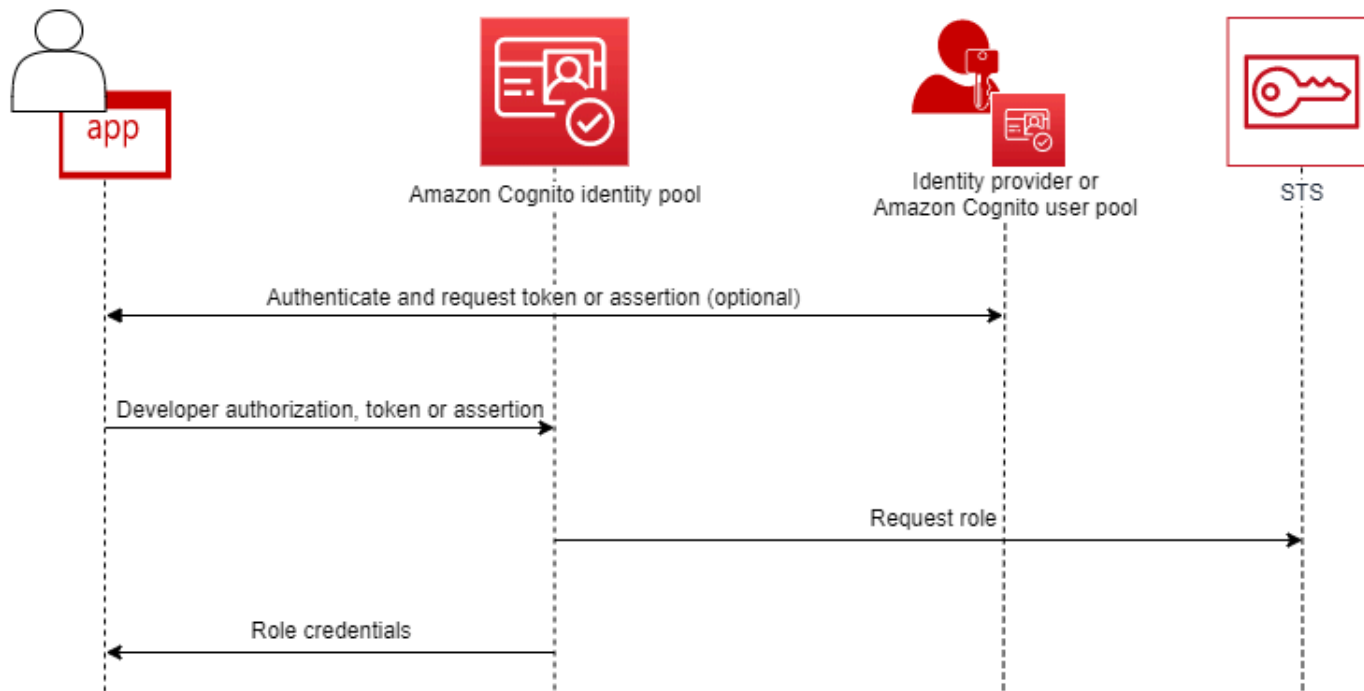 app
Amazon Cognito identity pool
Identity provider or
Amazon Cognito user pool
STS
Authenticate and request token or assertion (optional)
Developer authorization, token or assertion
Request role
Role credentials